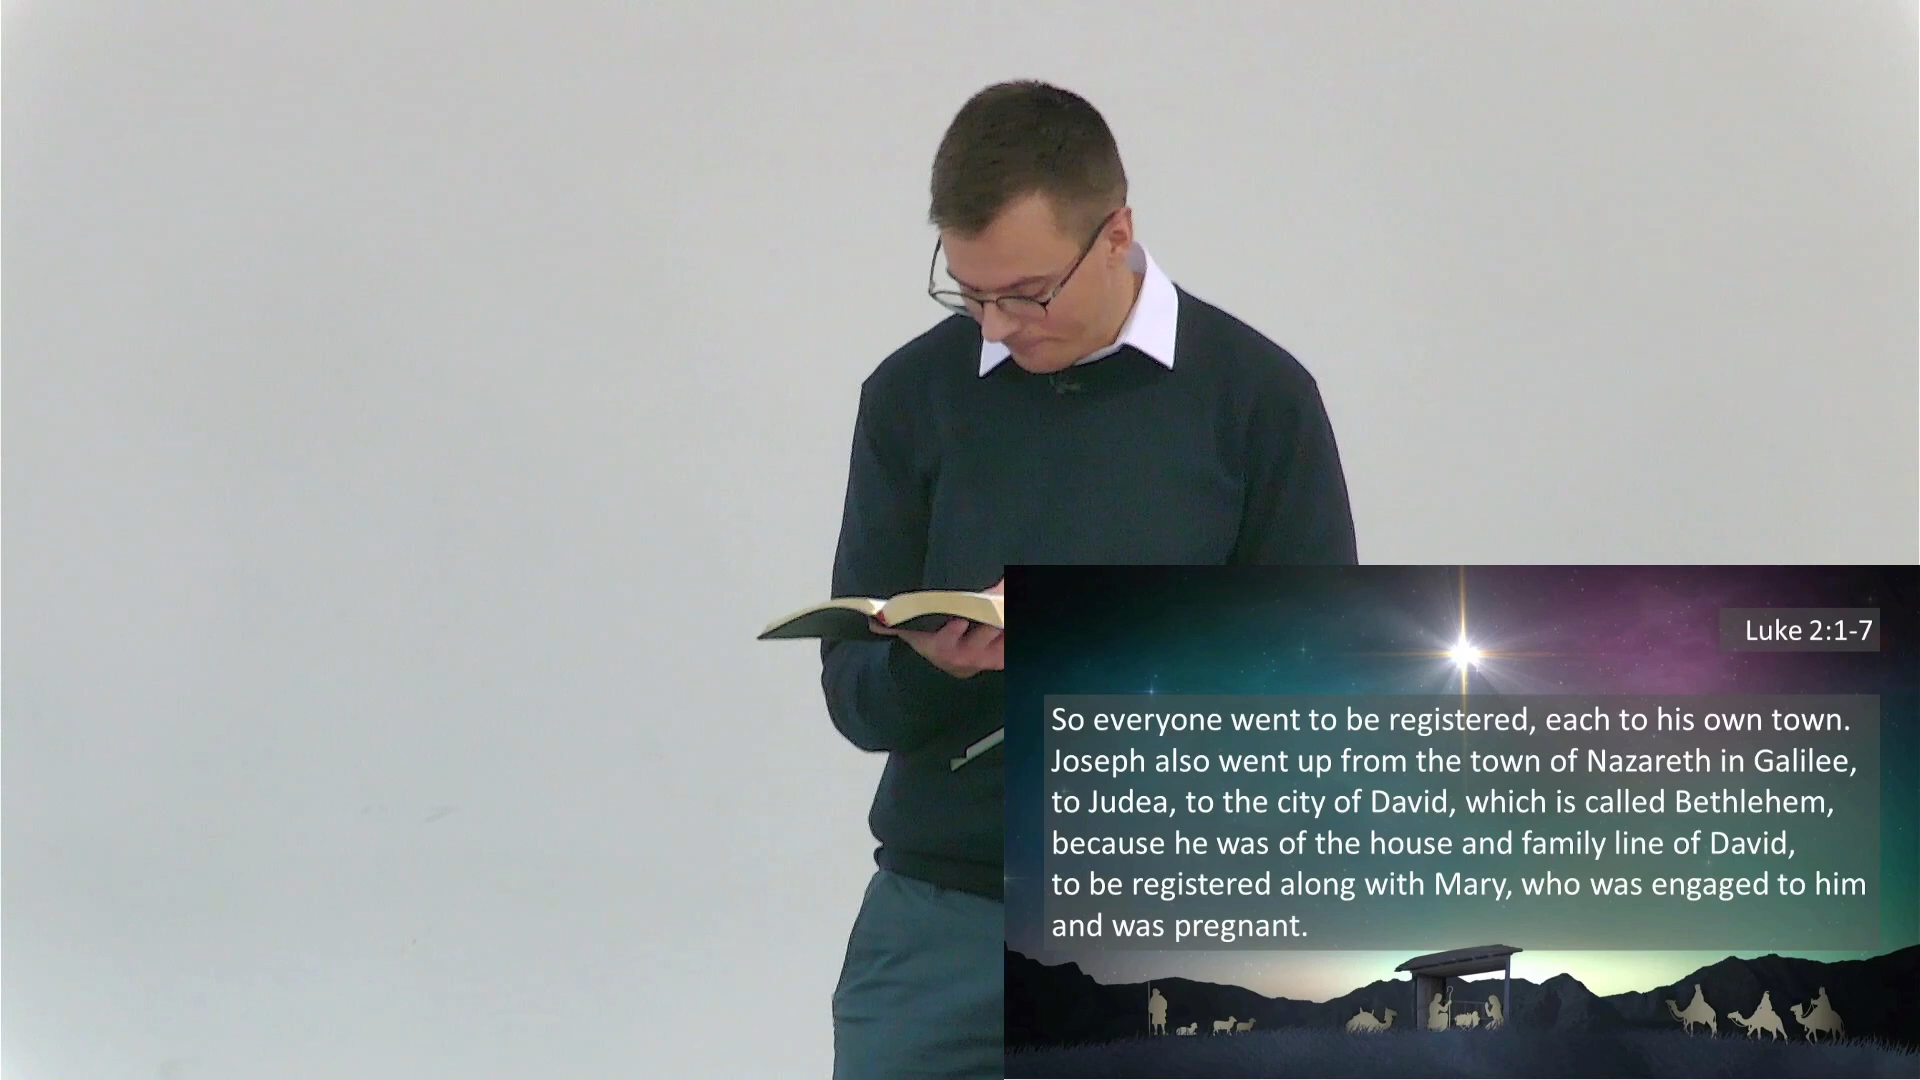 Luke 2:1-7
So everyone went to be registered, each to his own town.
Joseph also went up from the town of Nazareth in Galilee,
to Judea, to the city of David, which is called Bethlehem,
because he was of the house and family line of David,
to be registered along with Mary, who was engaged to him
and was pregnant.